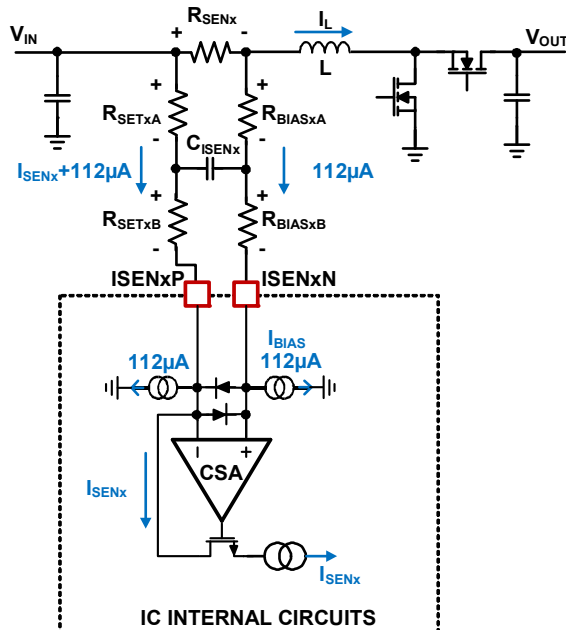 RSENx
IL
VIN
+
-
L
VOUT
+
+
RSETxA
RBIASxA
-
CISENx
-
ISENx+112µA
112µA
+
+
RSETxB
RBIASxB
-
-
ISENxP
ISENxN
IBIAS
112µA
112µA
-
+
CSA
ISENx
ISENx
IC INTERNAL CIRCUITS